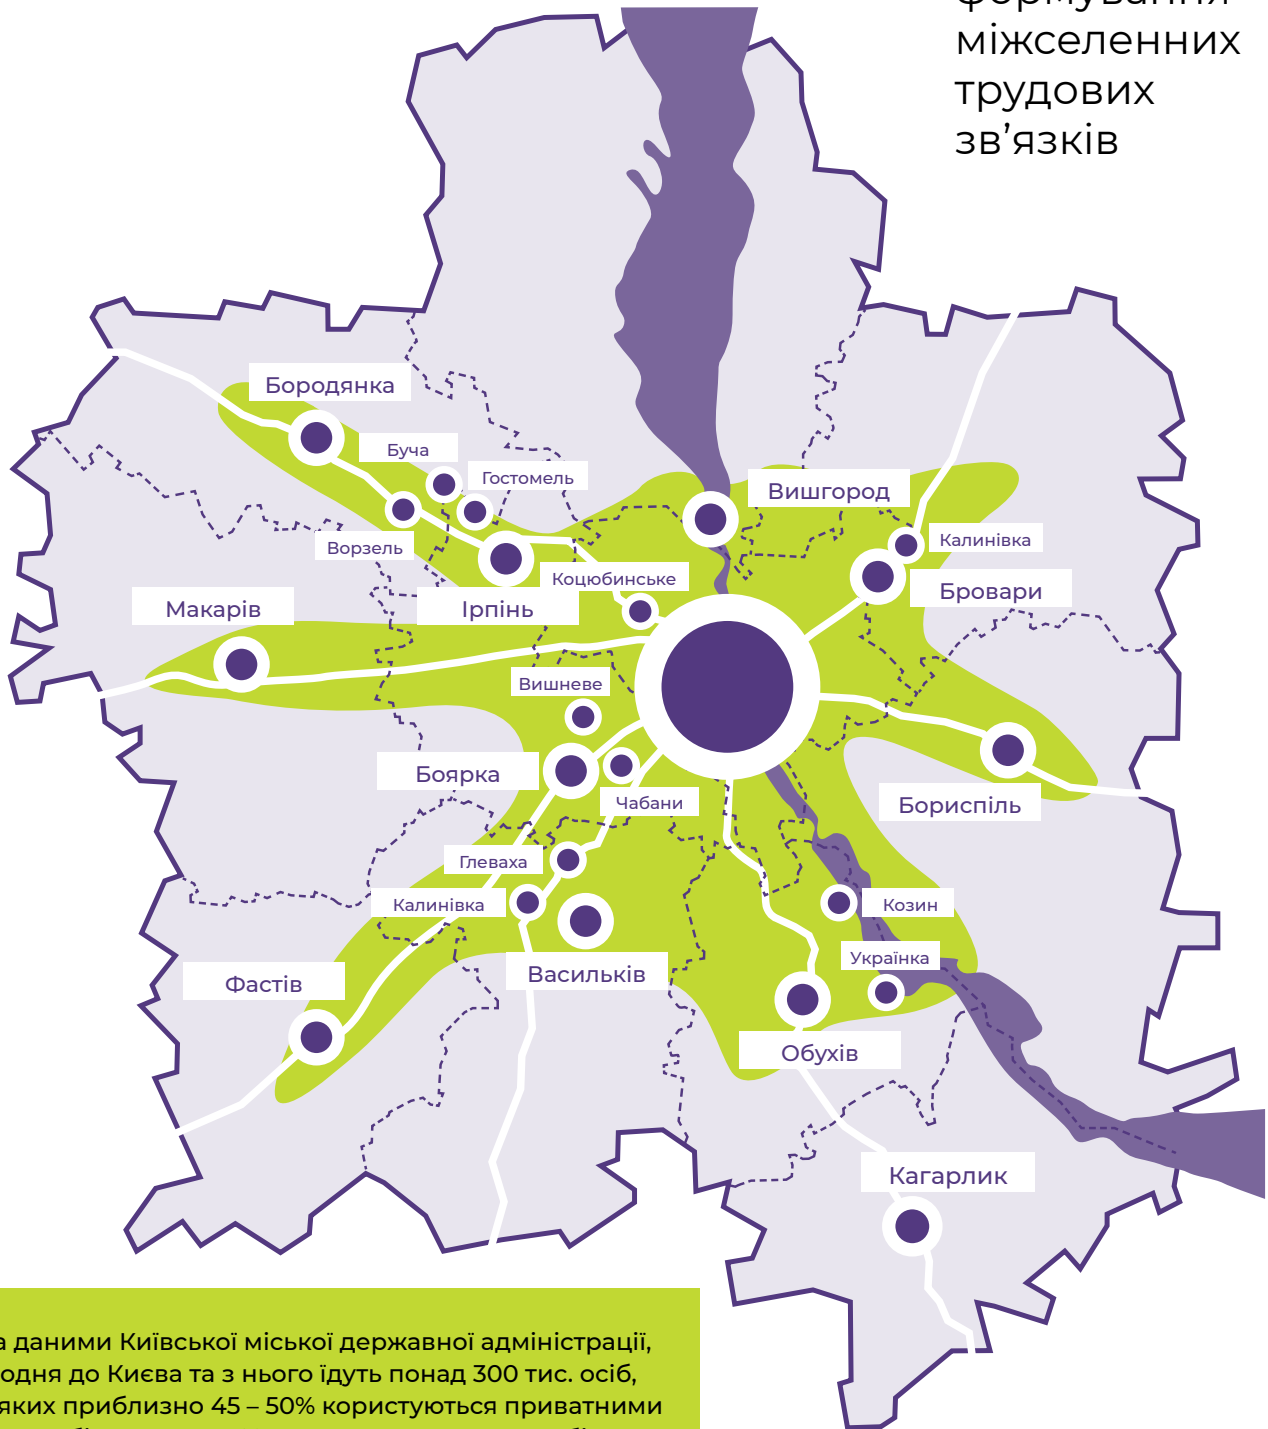 формування
міжселенних
трудових
зв’язків
Бородянка
Буча
Гостомель
Вишгород
Ворзель
Калинівка
Коцюбинське
Бровари
Макарів
Ірпінь
Вишневе
Боярка
Чабани
Бориспіль
Глеваха
Калинівка
Козин
Українка
Васильків
Фастів
Обухів
Кагарлик
даними Київської міської державної адміністрації,
до Києва та з нього їдуть понад 300 тис. осіб,
яких приблизно 45 – 50% користуються приватними